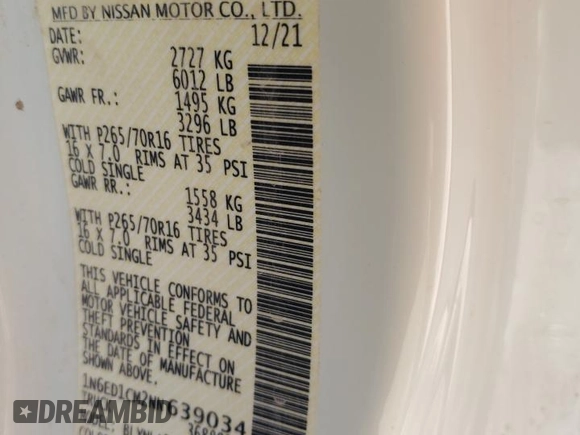 MFD BY NISSAN MOTOR CO., LTD.
DATE: 12/21
GVWR: 2727 KG
6012 LB
GAWR FR.: 1495 KG
3296 LB
WITH P265/70R16 TIRES
16 X 7.0 RIMS AT 35 PSI
COLD SINGLE
GAWR RR.: 1558 KG
3434 LB
WITH P265/70R16 TIRES
16 X 7.0 RIMS AT 35 PSI
COLD SINGLE
THIS VEHICLE CONFORMS TO
ALL APPLICABLE FEDERAL
MOTOR VEHICLE SAFETY AND
THEFT PREVENTION
STANDARDS IN EFFECT ON
THE DATE OF MANUFACTURE
SHOWN ABOVE.
1N6ED1CM2NN639034
TRUCK
DREAMBID